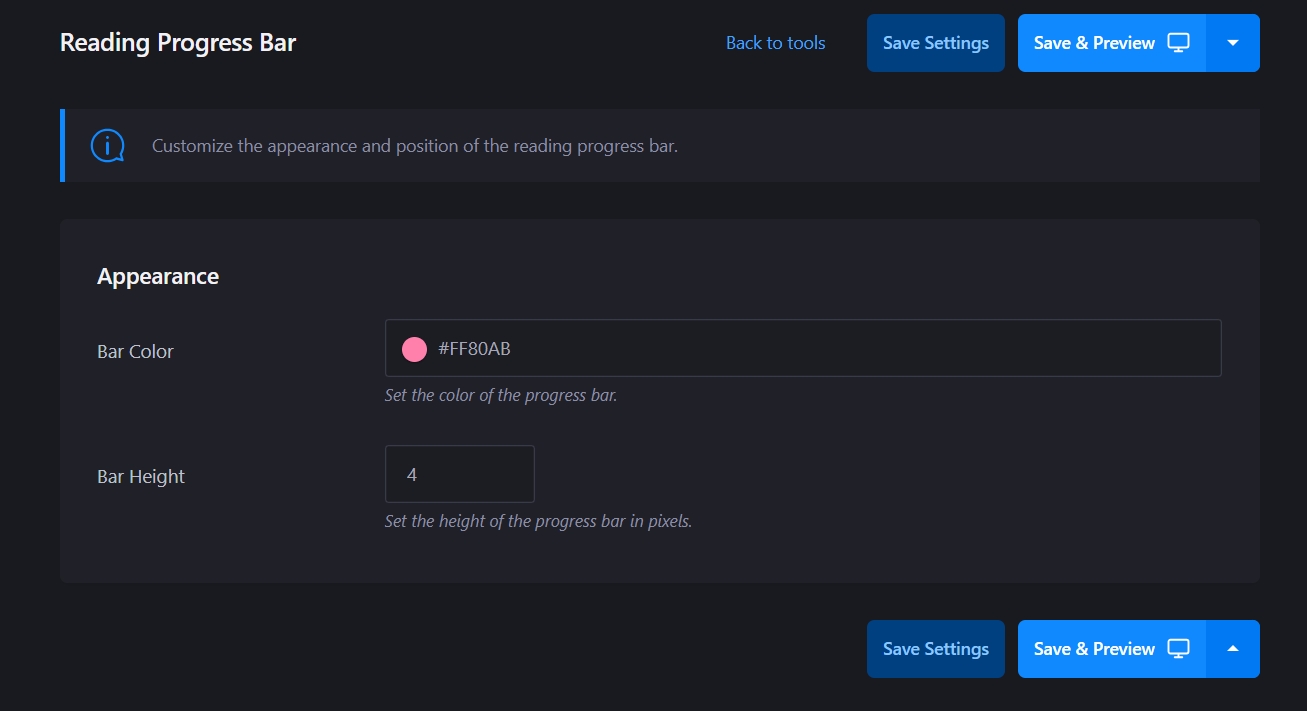 Reading Progress Bar
Back to tools
Save Settings
Save & Preview
Customize the appearance and position of the reading progress bar.
Appearance
Bar Color
#FF80AB
Set the color of the progress bar.
Bar Height
4
Set the height of the progress bar in pixels.
Save Settings
Save & Preview